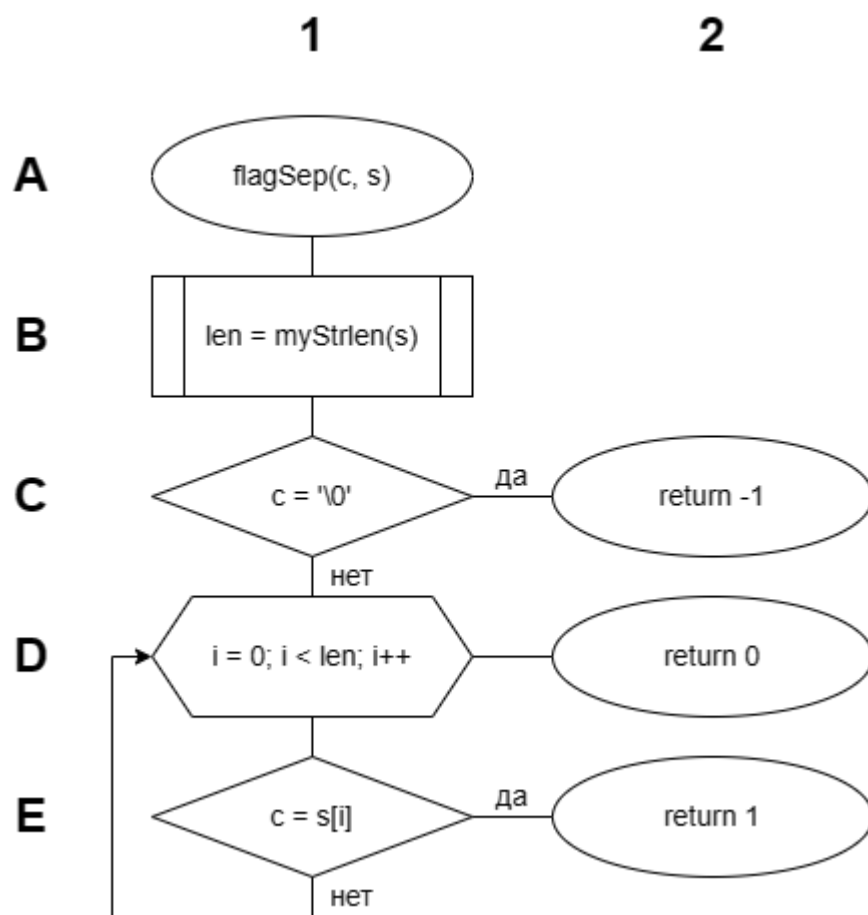 1 2
A
flagSep(c, s)
B
len = myStrlen(s)
C
c = '\0'
да
return -1
нет
D
i = 0; i < len; i++
return 0
E
c = s[i]
да
return 1
нет